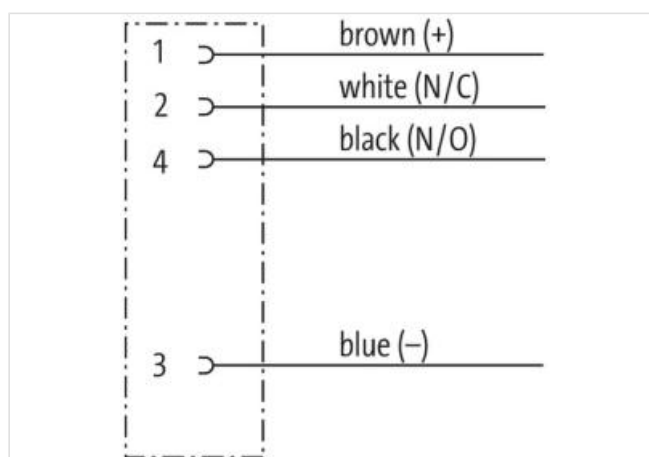 1 brown (+)
2 white (N/C)
4 black (N/O)
3 blue (–)